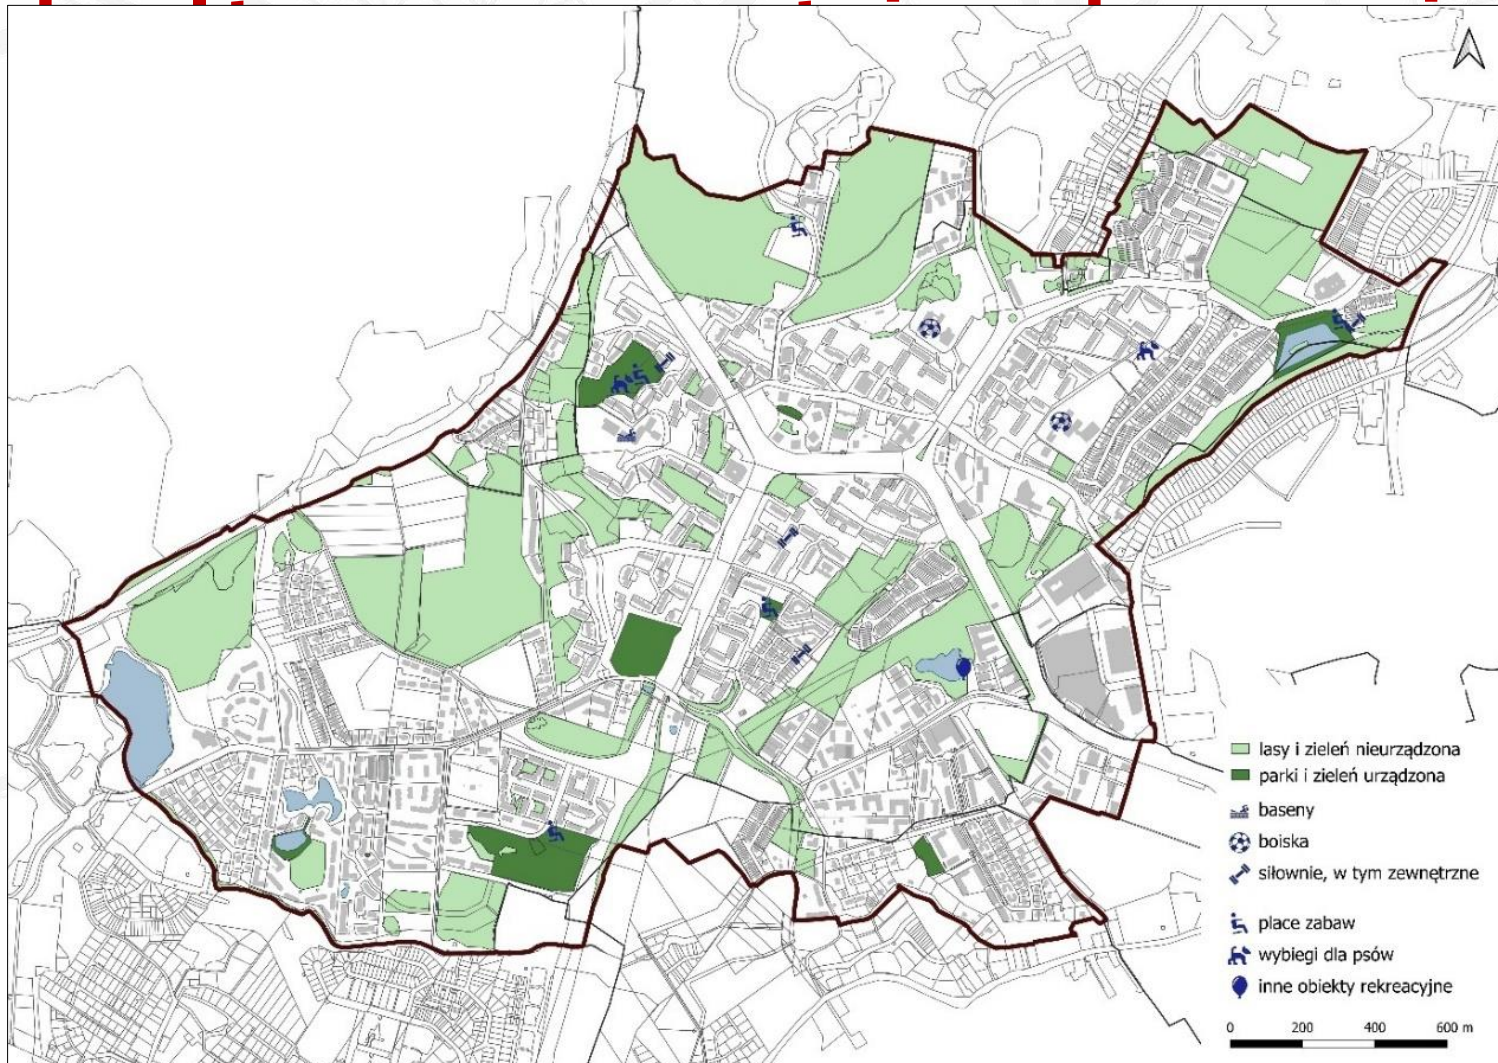 lasy i zieleń nieurządzona
parki i zieleń urządzona
baseny
boiska
siłownie, w tym zewnętrzne
place zabaw
wybiegi dla psów
inne obiekty rekreacyjne
0 200 400 600 m